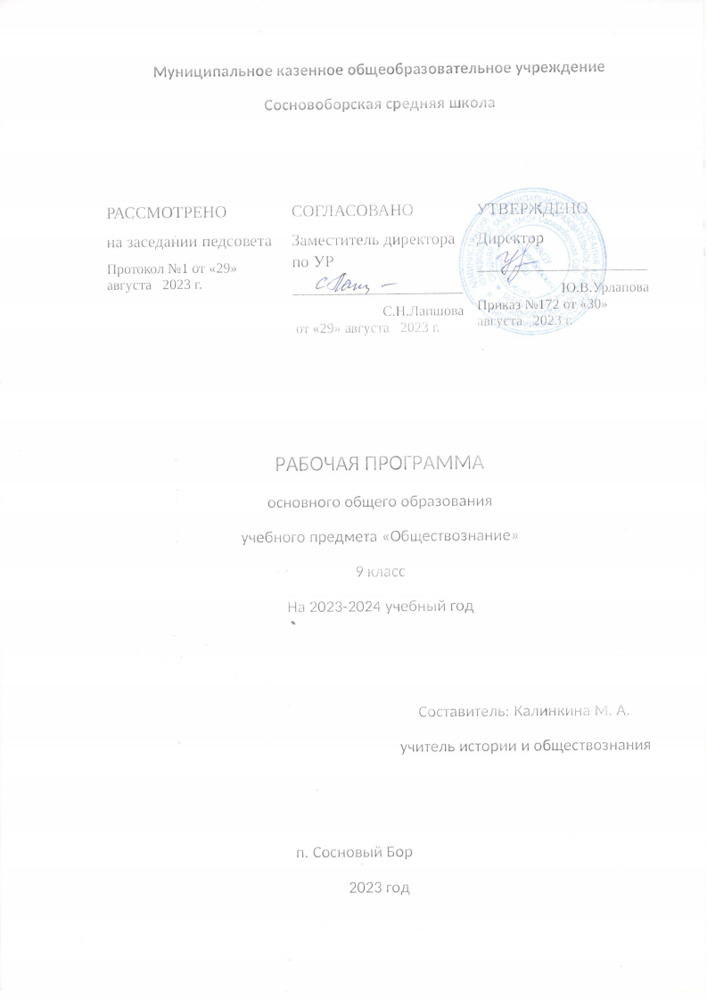 Муниципальное казенное общеобразовательное учреждение
Сосновоборская средняя школа
РАССМОТРЕНО
на заседании педсовета
Протокол №1 от «29»
августа 2023 г.
СОГЛАСОВАНО
Заместитель директора
по УР
С.Н.Лапшова
от «29» августа 2023 г.
УТВЕРЖДЕНО
Директор
Ю.В.Урлапова
Приказ №172 от «30»
августа 2023 г.
РАБОЧАЯ ПРОГРАММА
основного общего образования
учебного предмета «Обществознание»
9 класс
На 2023-2024 учебный год
Составитель: Калинкина М. А.
учитель истории и обществознания
п. Сосновый Бор
2023 год